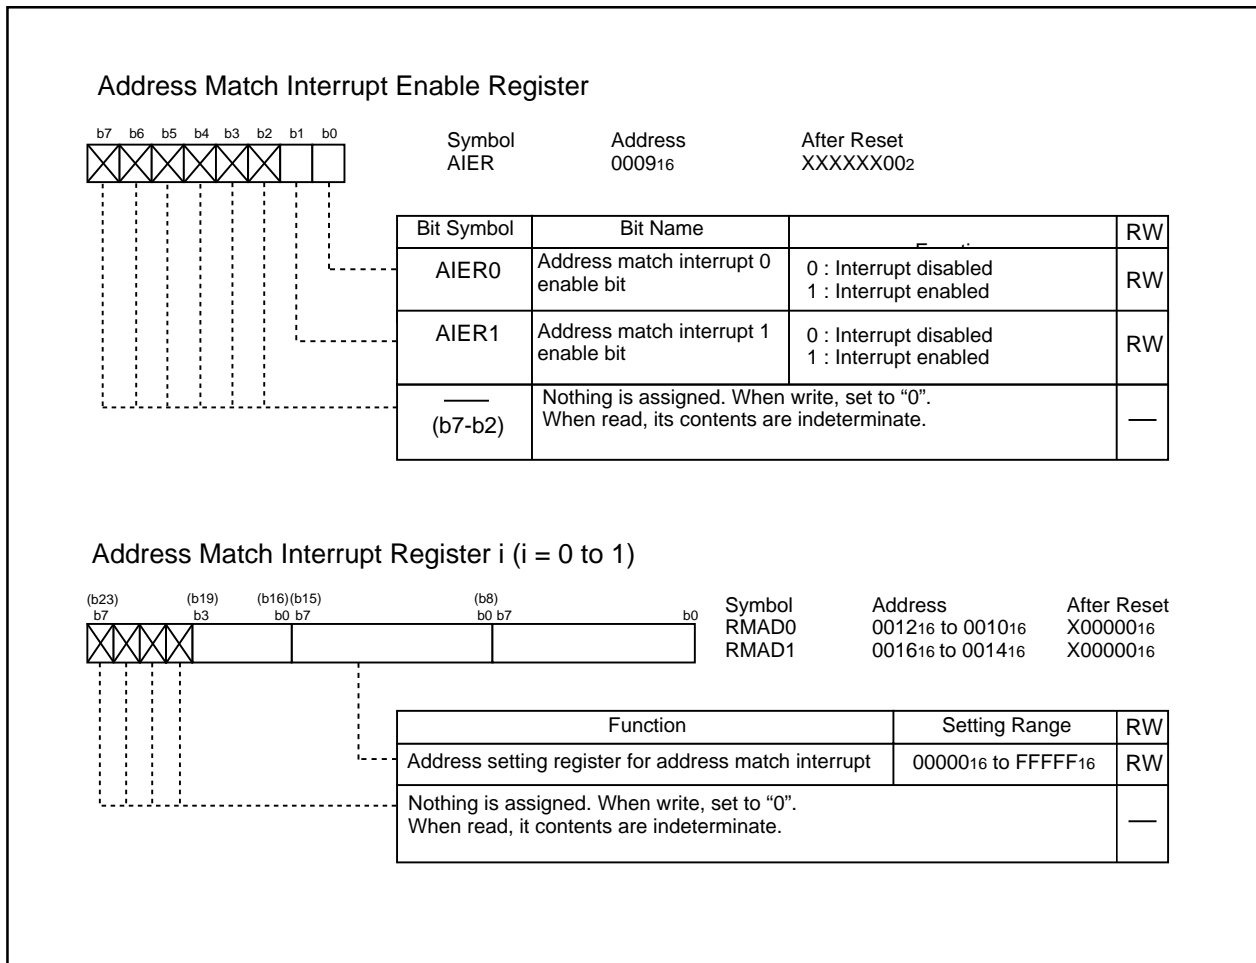 Address Match Interrupt Enable Register
b7 b6 b5 b4 b3 b2 b1 b0
Symbol Address After Reset
AIER 000916 XXXXXX002
Bit Symbol Bit Name RW
AIER0 Address match interrupt 0 enable bit 0 : Interrupt disabled 1 : Interrupt enabled RW
AIER1 Address match interrupt 1 enable bit 0 : Interrupt disabled 1 : Interrupt enabled RW
—
(b7-b2)
Nothing is assigned. When write, set to “0”.
When read, its contents are indeterminate.
—
Address Match Interrupt Register i (i = 0 to 1)
(b23) (b19) (b16)(b15) (b8)
b7 b3 b0 b7 b0 b7 b0
Symbol Address After Reset
RMAD0 001216 to 001016 X0000016
RMAD1 001616 to 001416 X0000016
Function Setting Range RW
Address setting register for address match interrupt 0000016 to FFFFF16 RW
Nothing is assigned. When write, set to “0”.
When read, it contents are indeterminate.
—